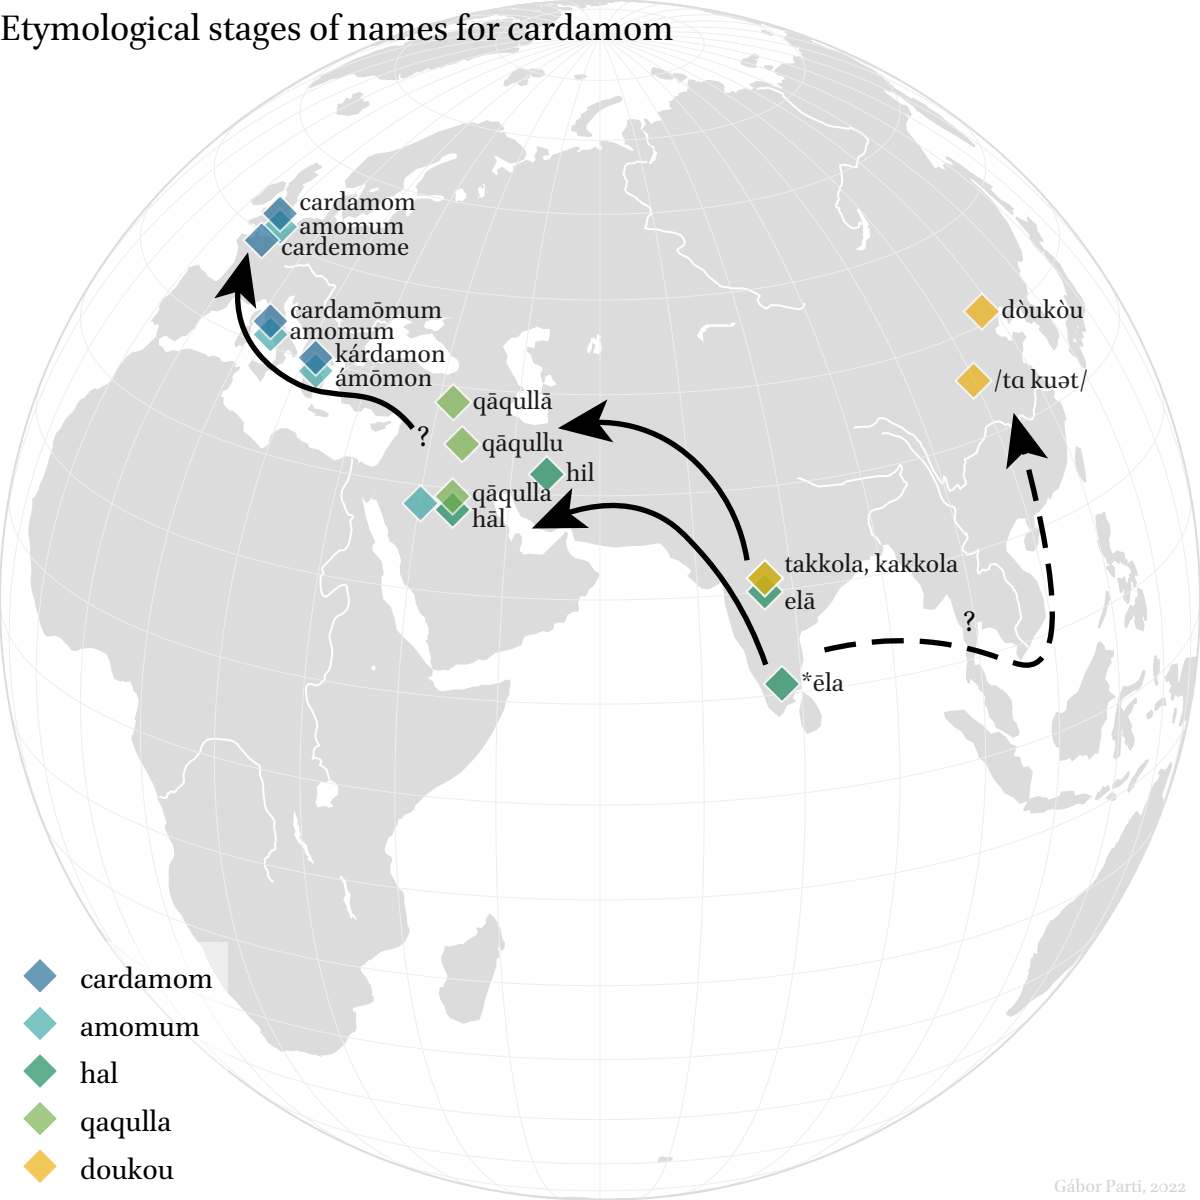 Etymological stages of names for cardamom
cardamom
amomum
cardemome
cardamōmum
amomum
kárdamon
ámōmon
?
qāqullā
qāqullu
hil
qāqulla
hāl
dòukòu
/tɑ kuət/
takkola, kakkola
elā
?
*ēla
cardamom
amomum
hal
qaqulla
doukou
Gábor Parti, 2022